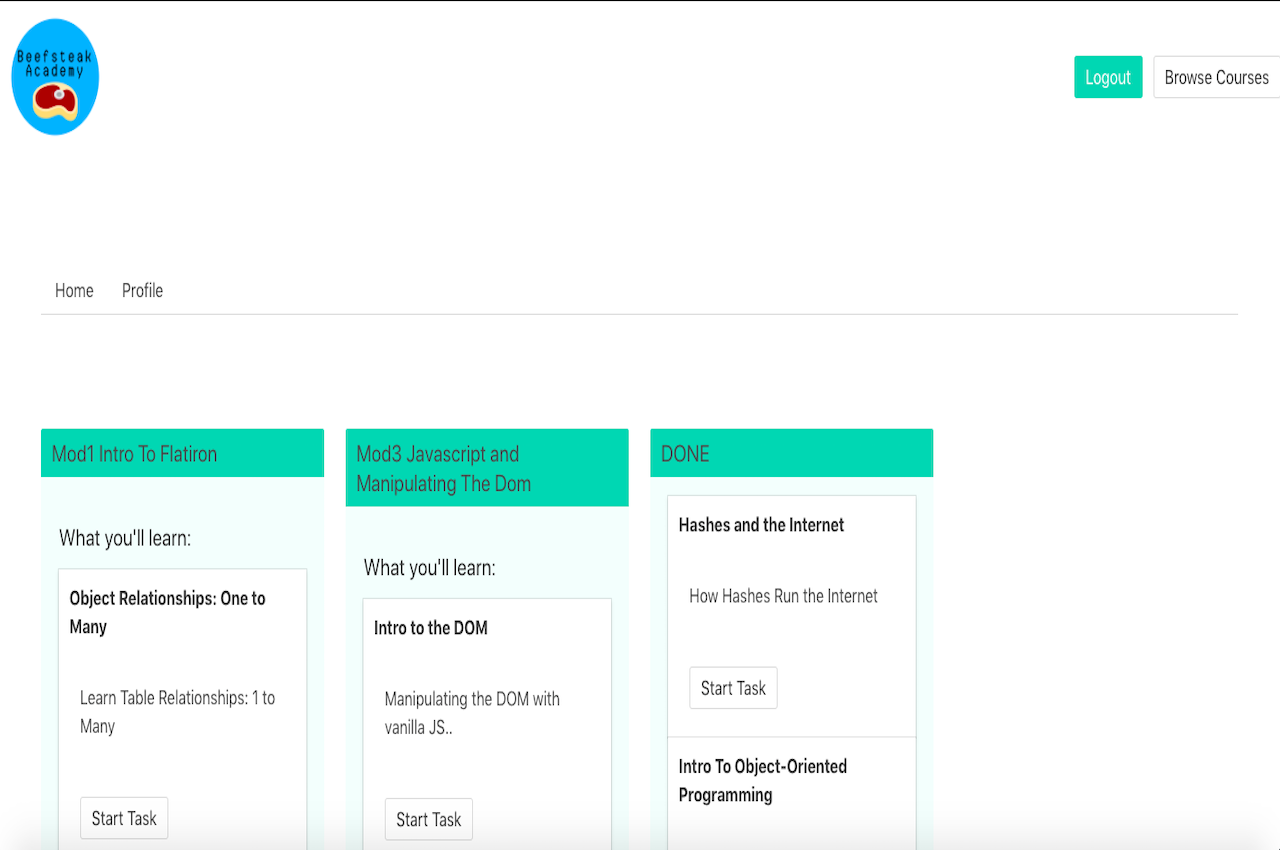 Beefsteak
Academy
Logout
Browse Courses
Home
Profile
Mod1 Intro To Flatiron
What you'll learn:
Object Relationships: One to
Many
Learn Table Relationships: 1 to
Many
Start Task
Mod3 Javascript and
Manipulating The Dom
What you'll learn:
Intro to the DOM
Manipulating the DOM with
vanilla JS..
Start Task
DONE
Hashes and the Internet
How Hashes Run the Internet
Start Task
Intro To Object-Oriented
Programming